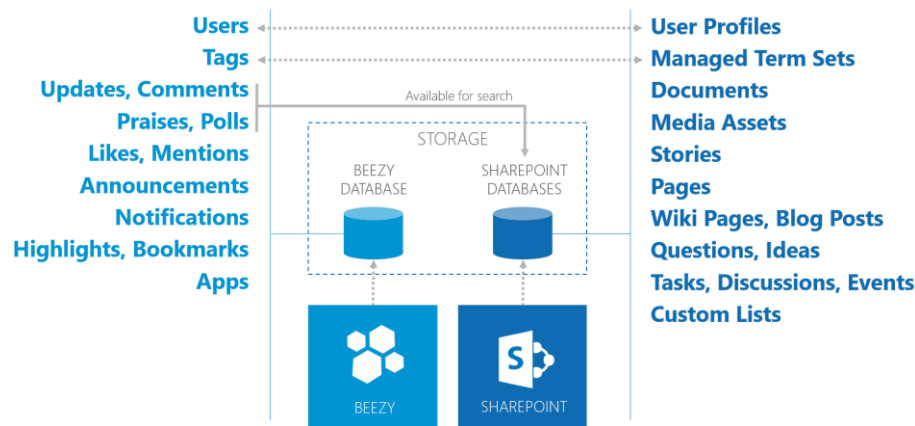 Users
Tags
Updates, Comments
Praises, Polls
Likes, Mentions
Announcements
Notifications
Highlights, Bookmarks
Apps
Available for search
STORAGE
BEEZY
DATABASE
SHAREPOINT
DATABASES
S
BEEZY
SHAREPOINT
User Profiles
Managed Term Sets
Documents
Media Assets
Stories
Pages
Wiki Pages, Blog Posts
Questions, Ideas
Tasks, Discussions, Events
Custom Lists